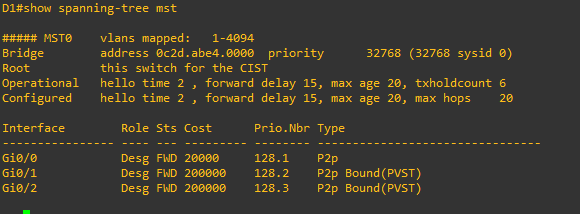 D1#show spanning-tree mst
##### MST0    vlans mapped:   1-4094
Bridge        address 0c2d.abe4.0000  priority      32768 (32768 sysid 0)
Root          this switch for the CIST
Operational   hello time 2 , forward delay 15, max age 20, txholdcount 6
Configured    hello time 2 , forward delay 15, max age 20, max hops    20
Interface        Role Sts Cost      Prio.Nbr Type
---------------- ---- --- --------- -------- --------------------------------
Gi0/0            Desg FWD 20000     128.1    P2p
Gi0/1            Desg FWD 200000    128.2    P2p Bound(PVST)
Gi0/2            Desg FWD 200000    128.3    P2p Bound(PVST)